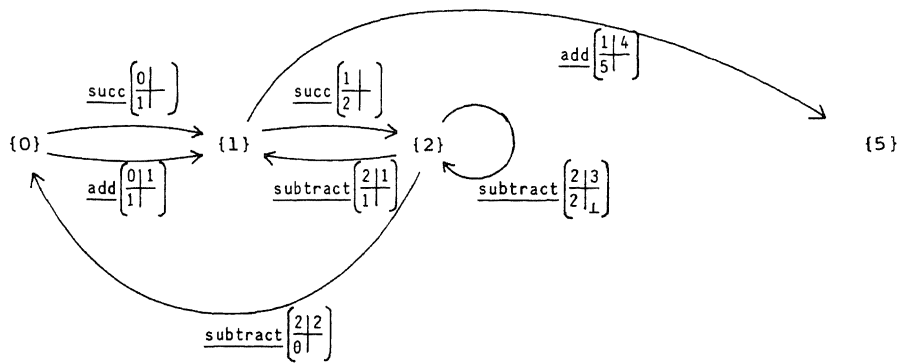 add [1|4
5| ]
succ [0|
1| ]
succ [1|
2| ]
{0} {1} {2} {5}
add [0|1
1| ]
subtract [2|1
1| ]
subtract [2|3
2|⊥]
subtract [2|2
0| ]